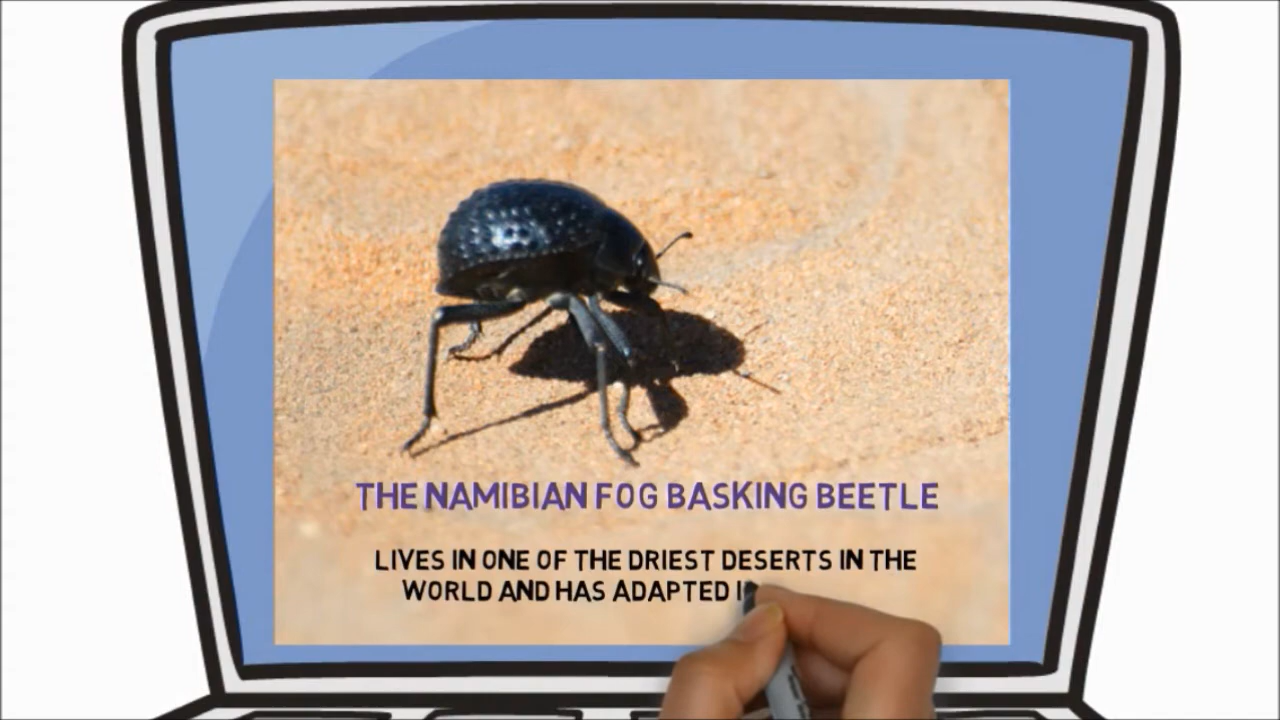 THE NAMIBIAN FOG BASKING BEETLE
LIVES IN ONE OF THE DRIEST DESERTS IN THE
WORLD AND HAS ADAPTED